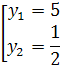 y₁ = 5
y₂ = 1/2